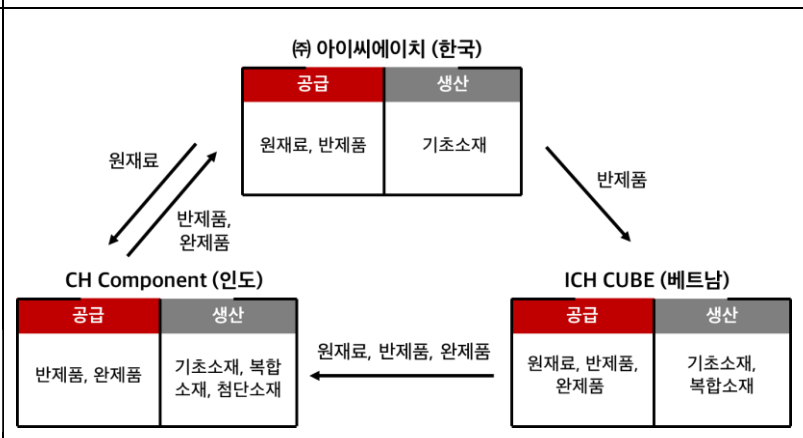 ㈜ 아이씨에이치 (한국)
공급 생산
원재료, 반제품 기초소재
원재료
반제품,
완제품
반제품
CH Component (인도)
공급 생산
반제품, 완제품 기초소재, 복합
소재, 첨단소재
원재료, 반제품, 완제품
ICH CUBE (베트남)
공급 생산
원재료, 반제품,
완제품
기초소재,
복합소재